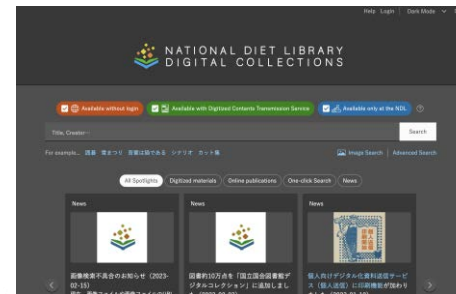 Help Login Dark Mode
NATIONAL DIET LIBRARY
DIGITAL COLLECTIONS
Available without login Available with Digitized Contents Transmission Service Available only at the NDL
Title, Creator... Search
For example... 源氏 雪まつり 吾輩は猫である シナリオ カット集 Image Search Advanced Search
All Spotlights Digitized materials Online publications One-click Search News
News News News
画像検索不具合のお知らせ（2023-
02-15）
図書約10万点を「国立国会図書館デ
ジタルコレクション」に追加しまし
個人向けデジタル化資料送信サービ
ス（個人送信）に印刷機能が加わり